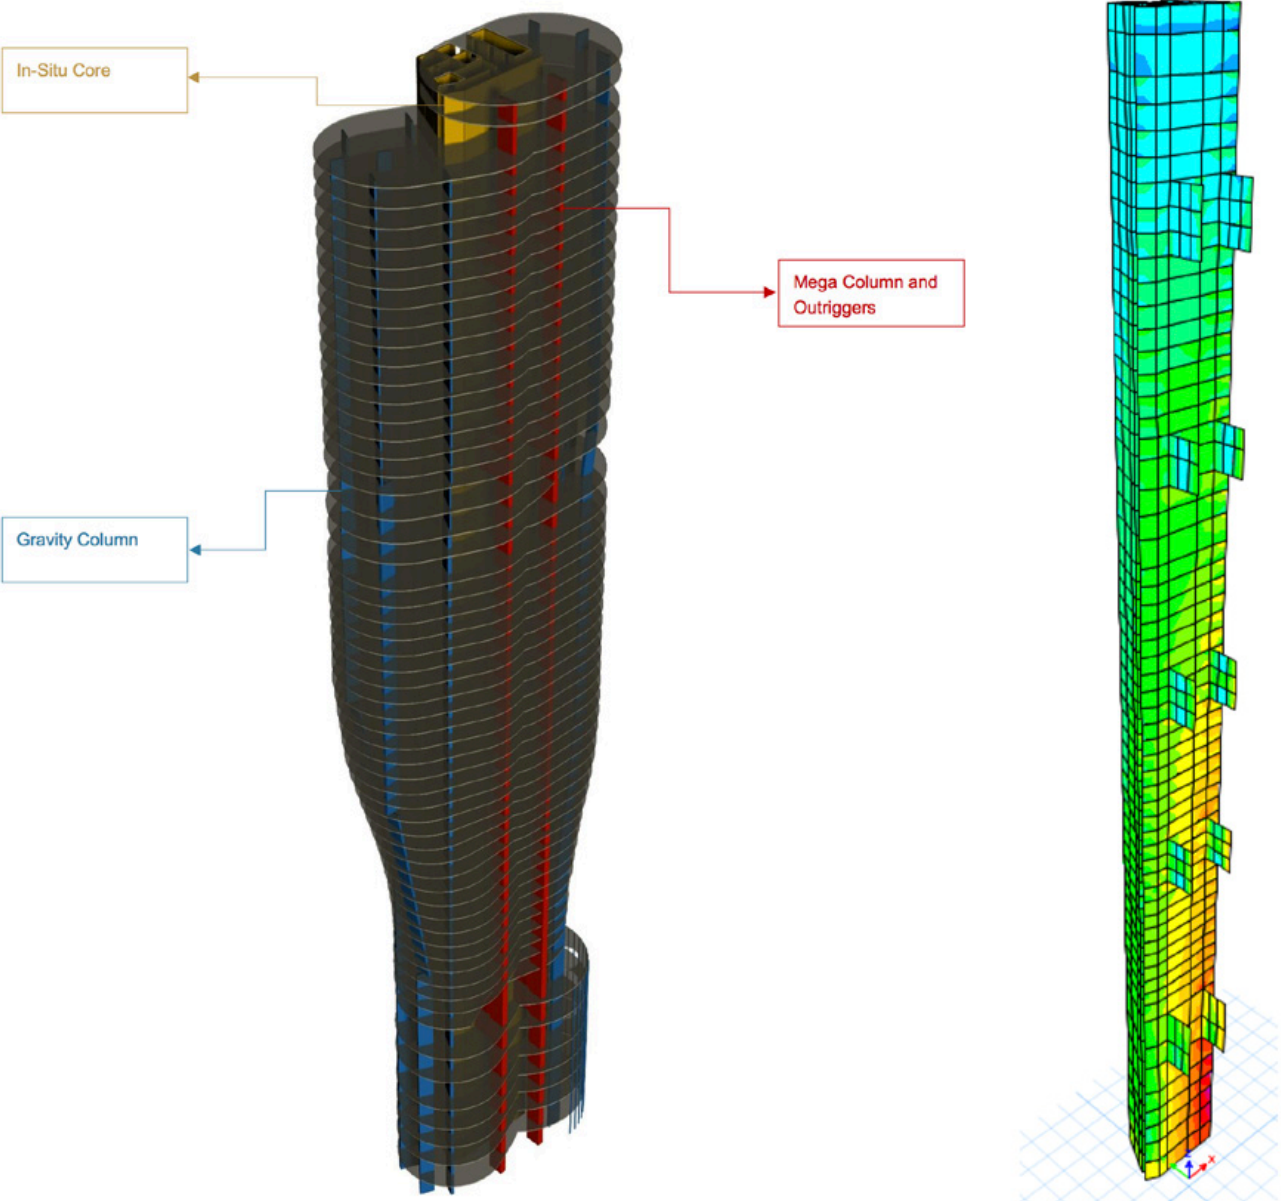 In-Situ Core
Mega Column and
Outriggers
Gravity Column
Z
X